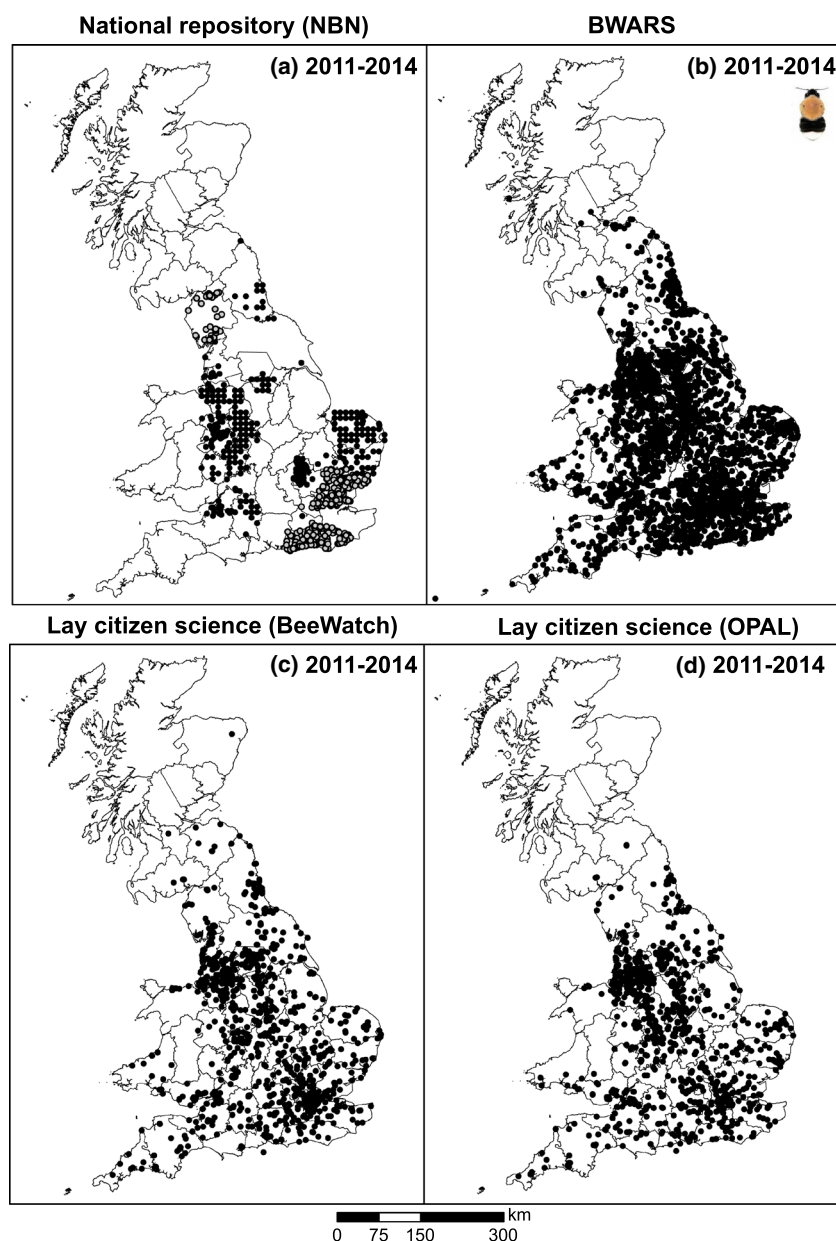 National repository (NBN)
BWARS
(a) 2011-2014
(b) 2011-2014
Lay citizen science (BeeWatch)
Lay citizen science (OPAL)
(c) 2011-2014
(d) 2011-2014
km
0 75 150 300